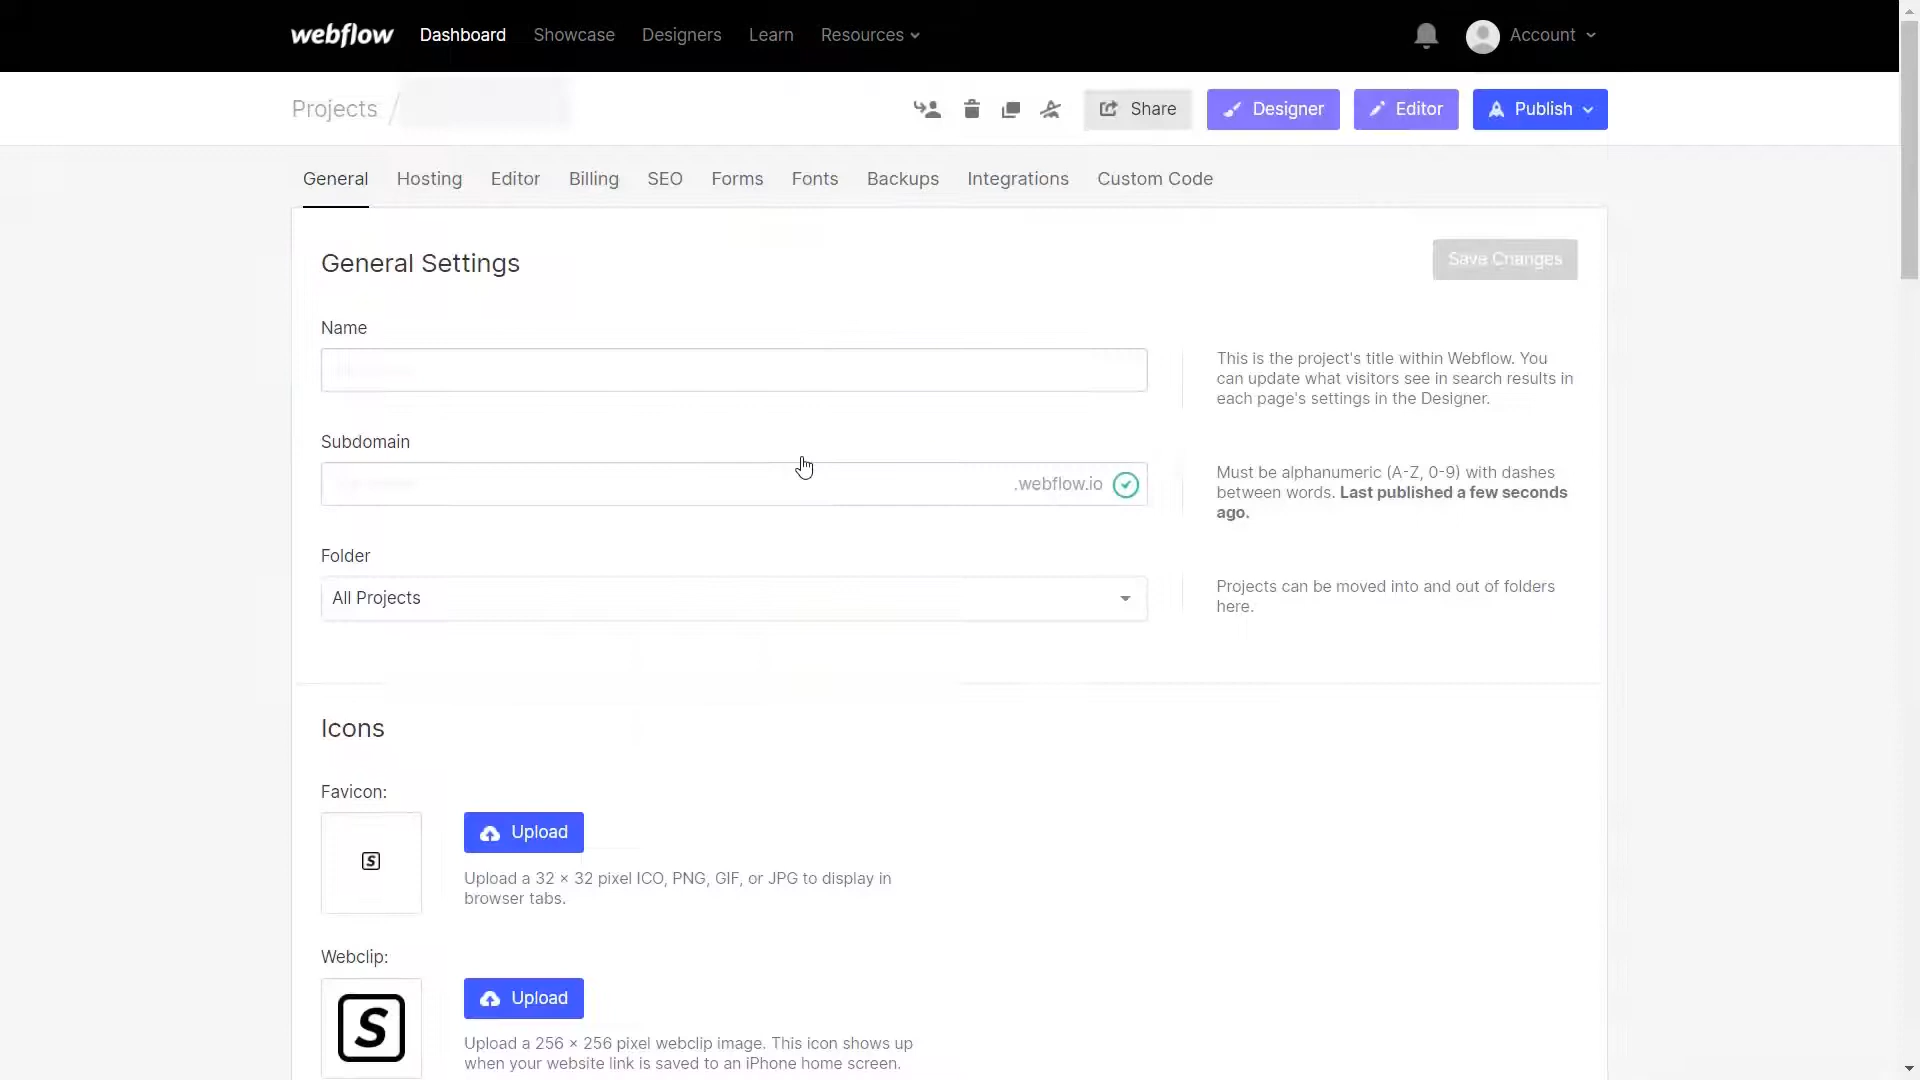 webflow Dashboard Showcase Designers Learn Resources Account
Projects / Share Designer Editor Publish
General Hosting Editor Billing SEO Forms Fonts Backups Integrations Custom Code
General Settings
Save Changes
Name
This is the project's title within Webflow. You
can update what visitors see in search results in
each page's settings in the Designer.
Subdomain
.webflow.io
Must be alphanumeric (A-Z, 0-9) with dashes
between words. Last published a few seconds
ago.
Folder
All Projects
Projects can be moved into and out of folders
here.
Icons
Favicon:
S
Upload
Upload a 32 × 32 pixel ICO, PNG, GIF, or JPG to display in
browser tabs.
Webclip:
S
Upload
Upload a 256 × 256 pixel webclip image. This icon shows up
when your website link is saved to an iPhone home screen.